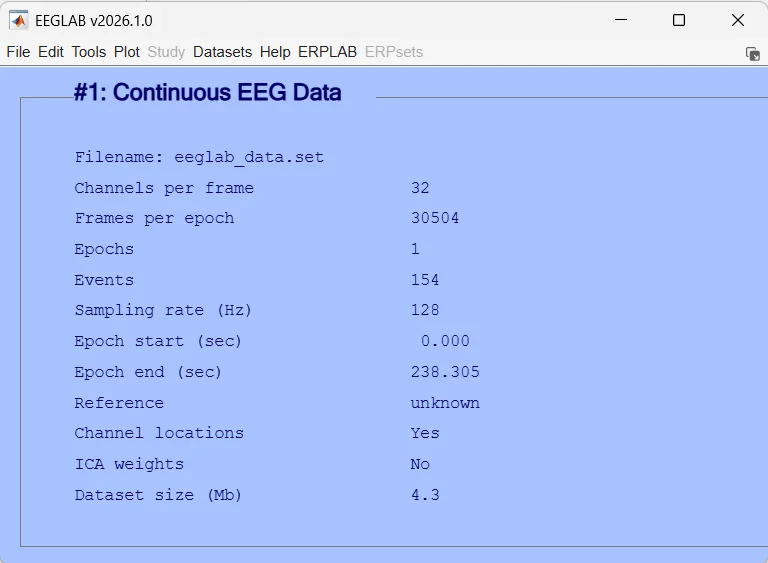 EEGLAB v2026.1.0
File Edit Tools Plot Study Datasets Help ERPLAB ERPsets
#1: Continuous EEG Data
Filename: eeglab_data.set
Channels per frame 32
Frames per epoch 30504
Epochs 1
Events 154
Sampling rate (Hz) 128
Epoch start (sec) 0.000
Epoch end (sec) 238.305
Reference unknown
Channel locations Yes
ICA weights No
Dataset size (Mb) 4.3